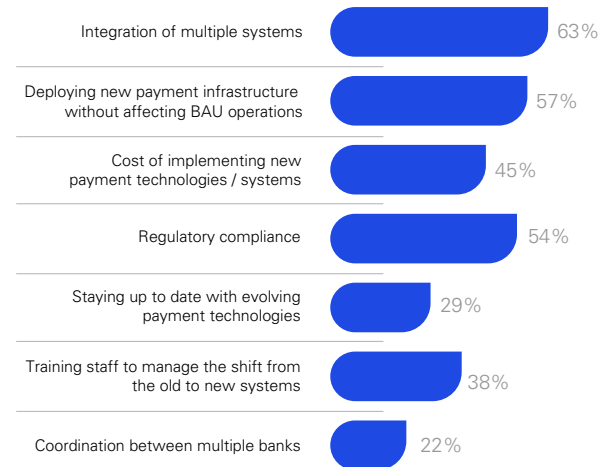 Integration of multiple systems
63%
Deploying new payment infrastructure
without affecting BAU operations
57%
Cost of implementing new
payment technologies / systems
45%
Regulatory compliance
54%
Staying up to date with evolving
payment technologies
29%
Training staff to manage the shift from
the old to new systems
38%
Coordination between multiple banks
22%